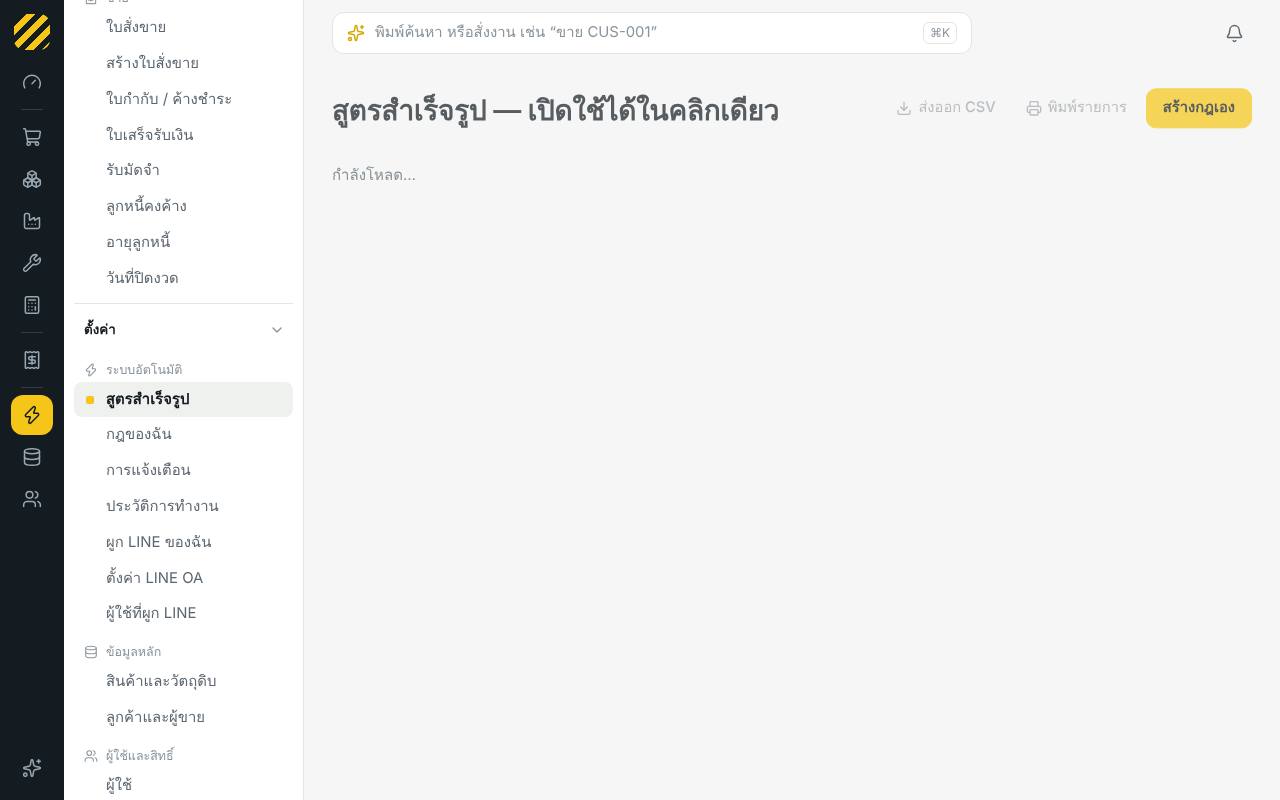 ใบสั่งขาย
สร้างใบสั่งขาย
ใบกำกับ / ค้างชำระ
ใบเสร็จรับเงิน
รับมัดจำ
ลูกหนี้คงค้าง
อายุลูกหนี้
วันที่ปิดงวด
ตั้งค่า
ระบบอัตโนมัติ
สูตรสำเร็จรูป
กฎของฉัน
การแจ้งเตือน
ประวัติการทำงาน
ผูก LINE ของฉัน
ตั้งค่า LINE OA
ผู้ใช้ที่ผูก LINE
ข้อมูลหลัก
สินค้าและวัตถุดิบ
ลูกค้าและผู้ขาย
ผู้ใช้และสิทธิ์
ผู้ใช้
พิมพ์ค้นหา หรือสั่งงาน เช่น “ขาย CUS-001”
⌘K
สูตรสำเร็จรูป — เปิดใช้ได้ในคลิกเดียว
ส่งออก CSV
พิมพ์รายการ
สร้างกฎเอง
กำลังโหลด...